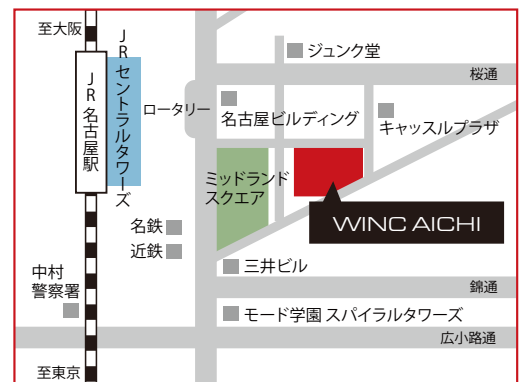 至大阪
JRセントラルタワーズ
JR名古屋駅
ロータリー
ジュンク堂
桜通
名古屋ビルディング
キャッスルプラザ
ミッドランド
スクエア
WINC AICHI
名鉄
近鉄
中村
警察署
三井ビル
錦通
モード学園 スパイラルタワーズ
広小路通
至東京